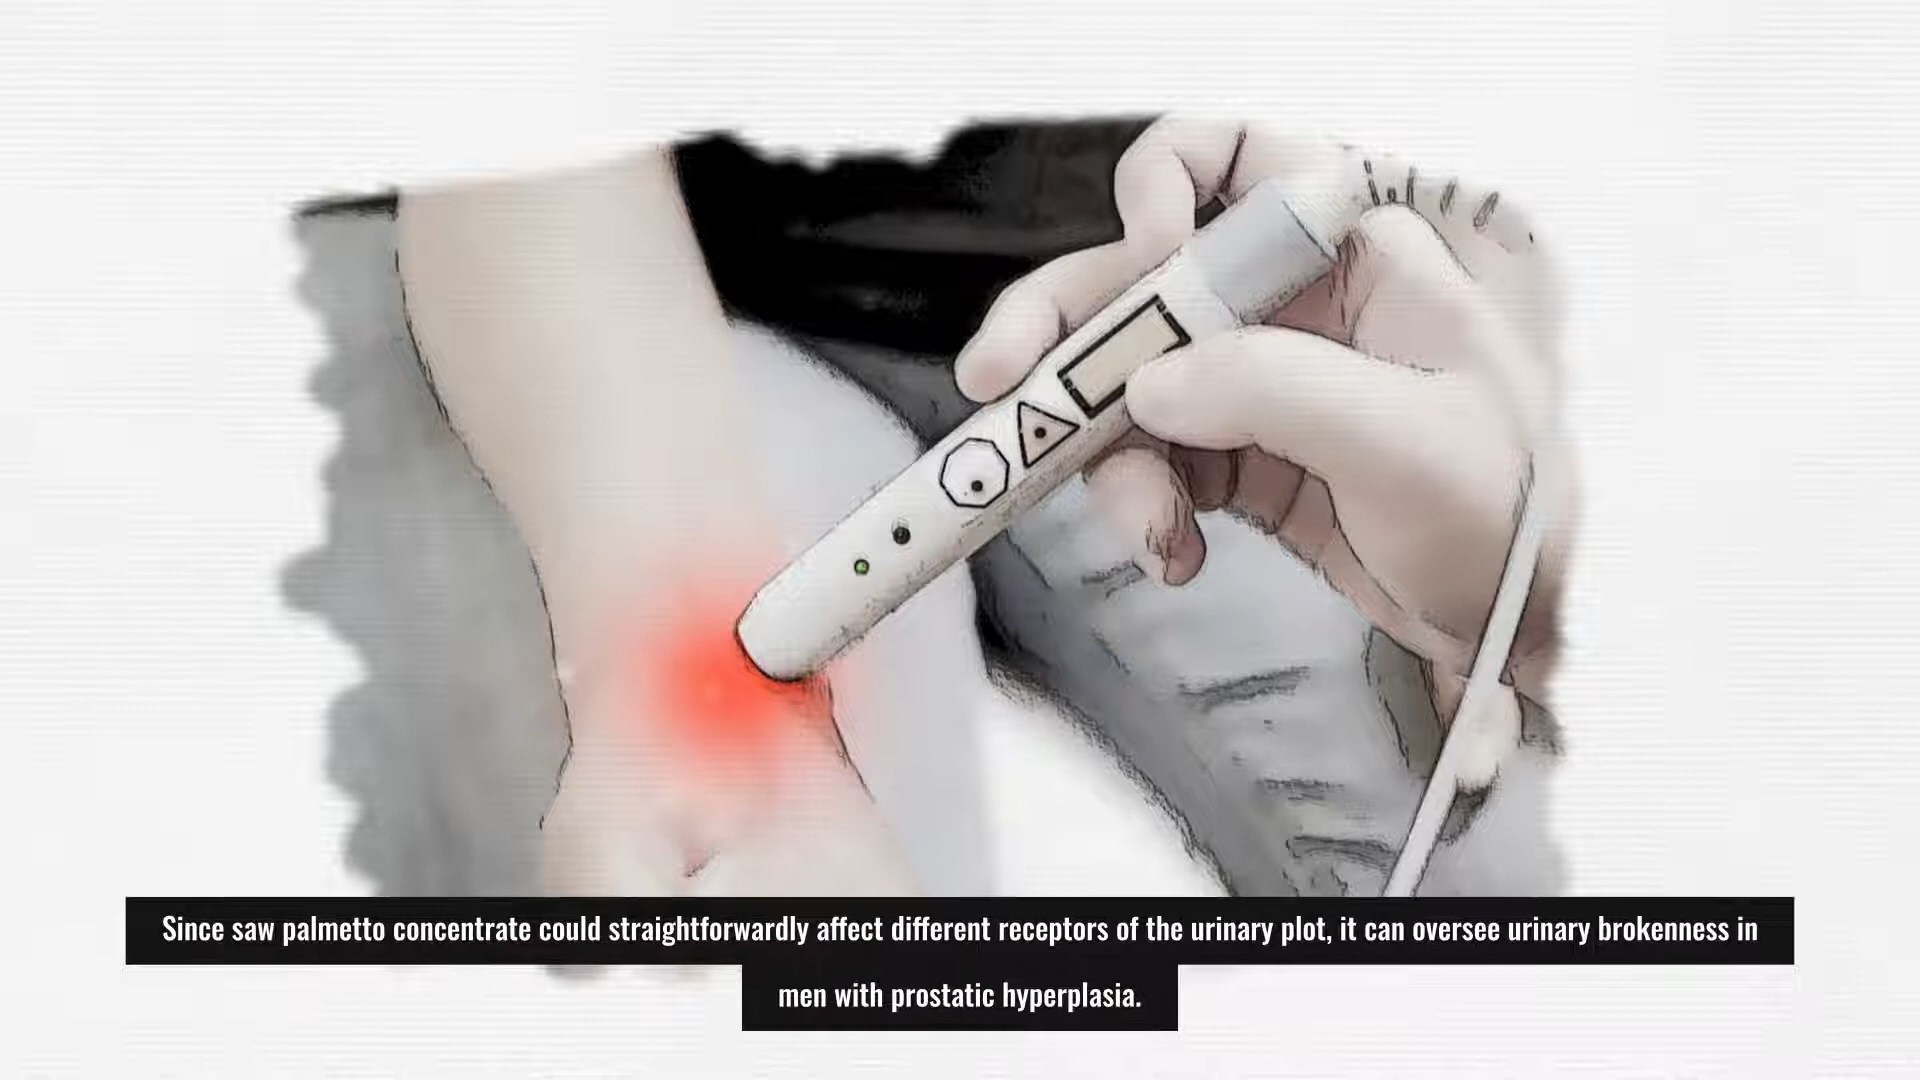 Since saw palmetto concentrate could straightforwardly affect different receptors of the urinary plot, it can oversee urinary brokenness in
men with prostatic hyperplasia.